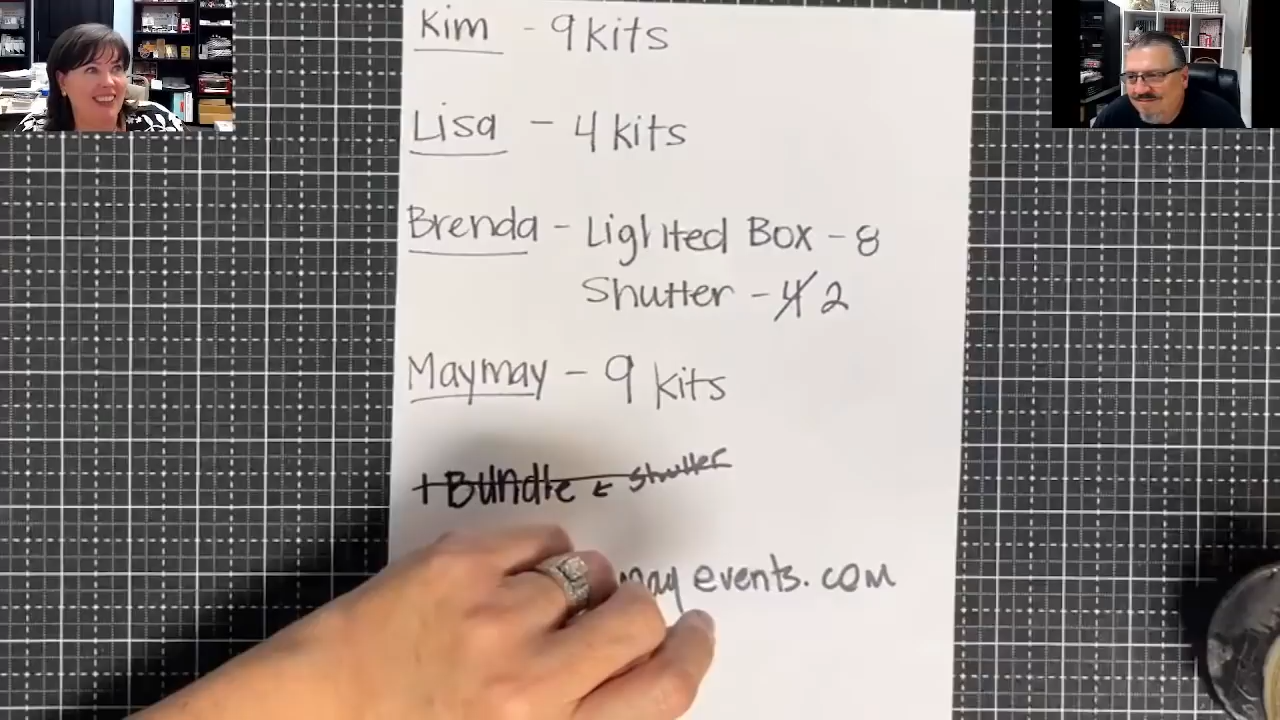 Kim - 9 kits
Lisa - 4 kits
Brenda - Lighted Box - 8
Shutter - 4 2
Maymay - 9 kits
1 Bundle & shutter
may events.com